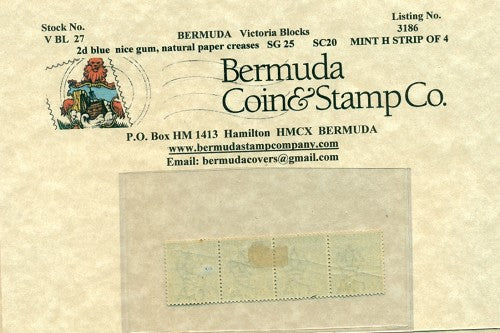 Stock No.
V BL 27
BERMUDA Victoria Blocks
Listing No.
3186
2d blue nice gum, natural paper creases SG 25 SC20 MINT H STRIP OF 4
Bermuda
Coin&Stamp Co.
P.O. Box HM 1413 Hamilton HMCX BERMUDA
www.bermudastampcompany.com
Email: bermudacovers@gmail.com